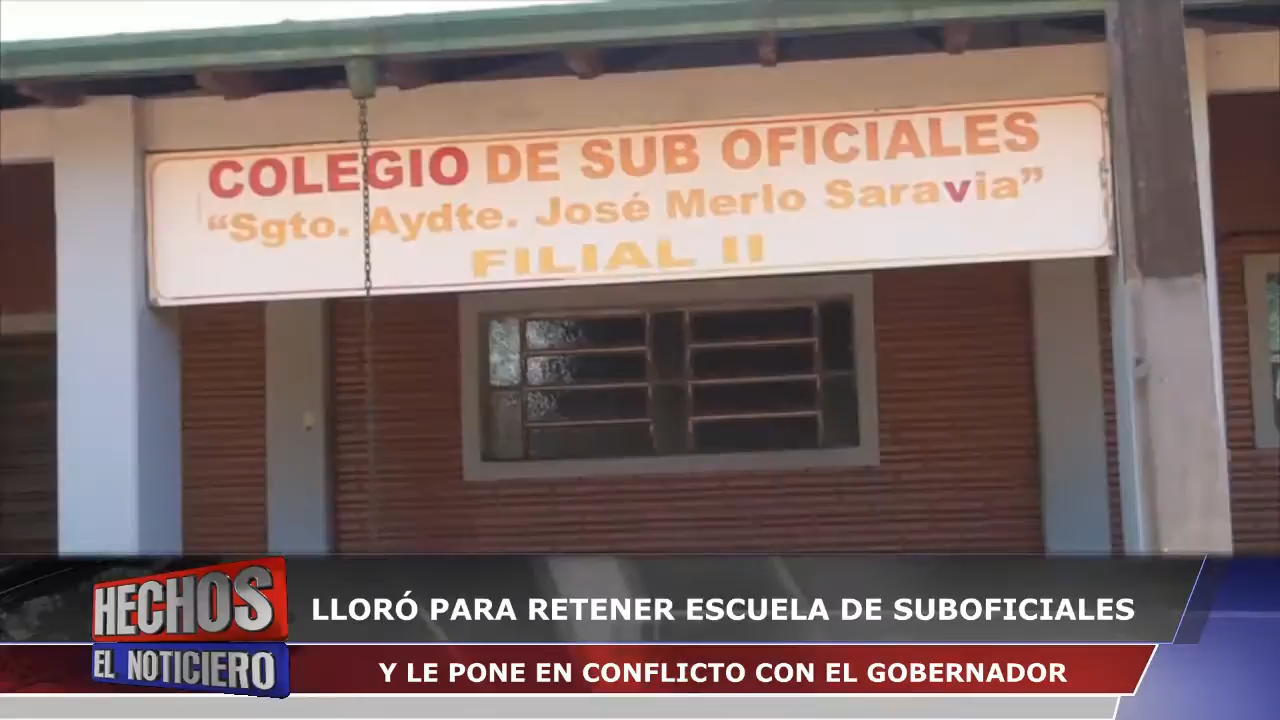 COLEGIO DE SUB OFICIALES
“Sgto. Aydte. José Merlo Saravia”
FILIAL II
HECHOS
EL NOTICIERO
LLORÓ PARA RETENER ESCUELA DE SUBOFICIALES
Y LE PONE EN CONFLICTO CON EL GOBERNADOR